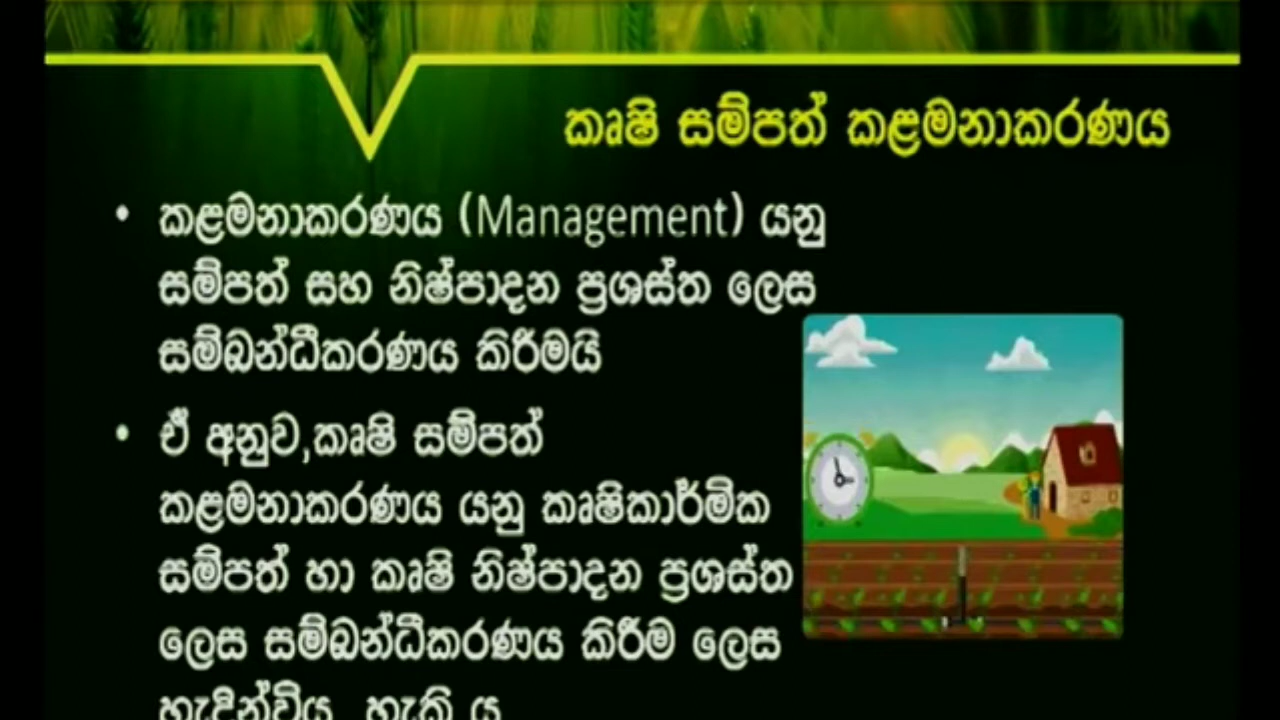 කෘෂි සම්පත් කළමනාකරණය
• කළමනාකරණය (Management) යනු
සම්පත් සහ නිෂ්පාදන ප්‍රශස්ත ලෙස
සම්බන්ධීකරණය කිරීමයි
• ඒ අනුව,කෘෂි සම්පත්
කළමනාකරණය යනු කෘෂිකාර්මික
සම්පත් හා කෘෂි නිෂ්පාදන ප්‍රශස්ත
ලෙස සම්බන්ධීකරණය කිරීම ලෙස
හැදින්විය හැකි ය